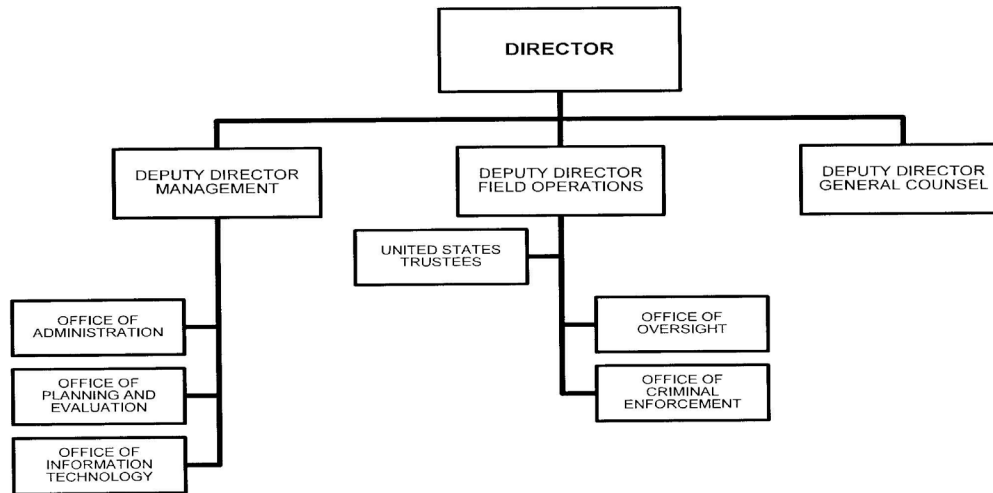 DIRECTOR
DEPUTY DIRECTOR
MANAGEMENT
DEPUTY DIRECTOR
FIELD OPERATIONS
DEPUTY DIRECTOR
GENERAL COUNSEL
UNITED STATES
TRUSTEES
OFFICE OF
ADMINISTRATION
OFFICE OF
PLANNING AND
EVALUATION
OFFICE OF
INFORMATION
TECHNOLOGY
OFFICE OF
OVERSIGHT
OFFICE OF
CRIMINAL
ENFORCEMENT